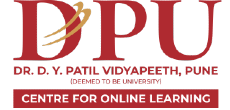 DPU
DR. D. Y. PATIL VIDYAPEETH, PUNE
(DEEMED TO BE UNIVERSITY)
CENTRE FOR ONLINE LEARNING